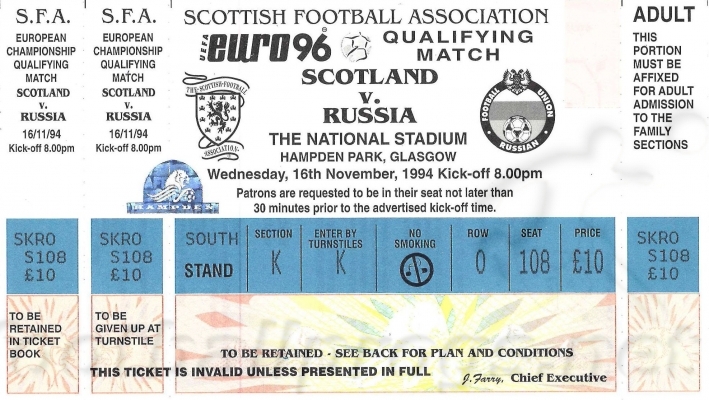 S.F.A.
EUROPEAN
CHAMPIONSHIP
QUALIFYING
MATCH
SCOTLAND
v.
RUSSIA
16/11/94
Kick-off 8.00pm
SKRO
S108
£10
TO BE
RETAINED
IN TICKET
BOOK
S.F.A.
EUROPEAN
CHAMPIONSHIP
QUALIFYING
MATCH
SCOTLAND
v.
RUSSIA
16/11/94
Kick-off 8.00pm
SKRO
S108
£10
TO BE
GIVEN UP AT
TURNSTILE
SCOTTISH FOOTBALL ASSOCIATION
UEFA euro96 QUALIFYING
MATCH
SCOTLAND
v.
RUSSIA
THE SCOTTISH FOOTBALL
ASSOCIATION
FOOTBALL UNION
RUSSIAN
THE NATIONAL STADIUM
HAMPDEN PARK, GLASGOW
Wednesday, 16th November, 1994 Kick-off 8.00pm
HAMPDEN
Patrons are requested to be in their seat not later than
30 minutes prior to the advertised kick-off time.
SOUTH
STAND
SECTION
K
ENTER BY
TURNSTILES
K
NO
SMOKING
ROW
O
SEAT
108
PRICE
£10
TO BE RETAINED - SEE BACK FOR PLAN AND CONDITIONS
THIS TICKET IS INVALID UNLESS PRESENTED IN FULL
J. Farry, Chief Executive
ADULT
THIS
PORTION
MUST BE
AFFIXED
FOR ADULT
ADMISSION
TO THE
FAMILY
SECTIONS
SKRO
S108
£10